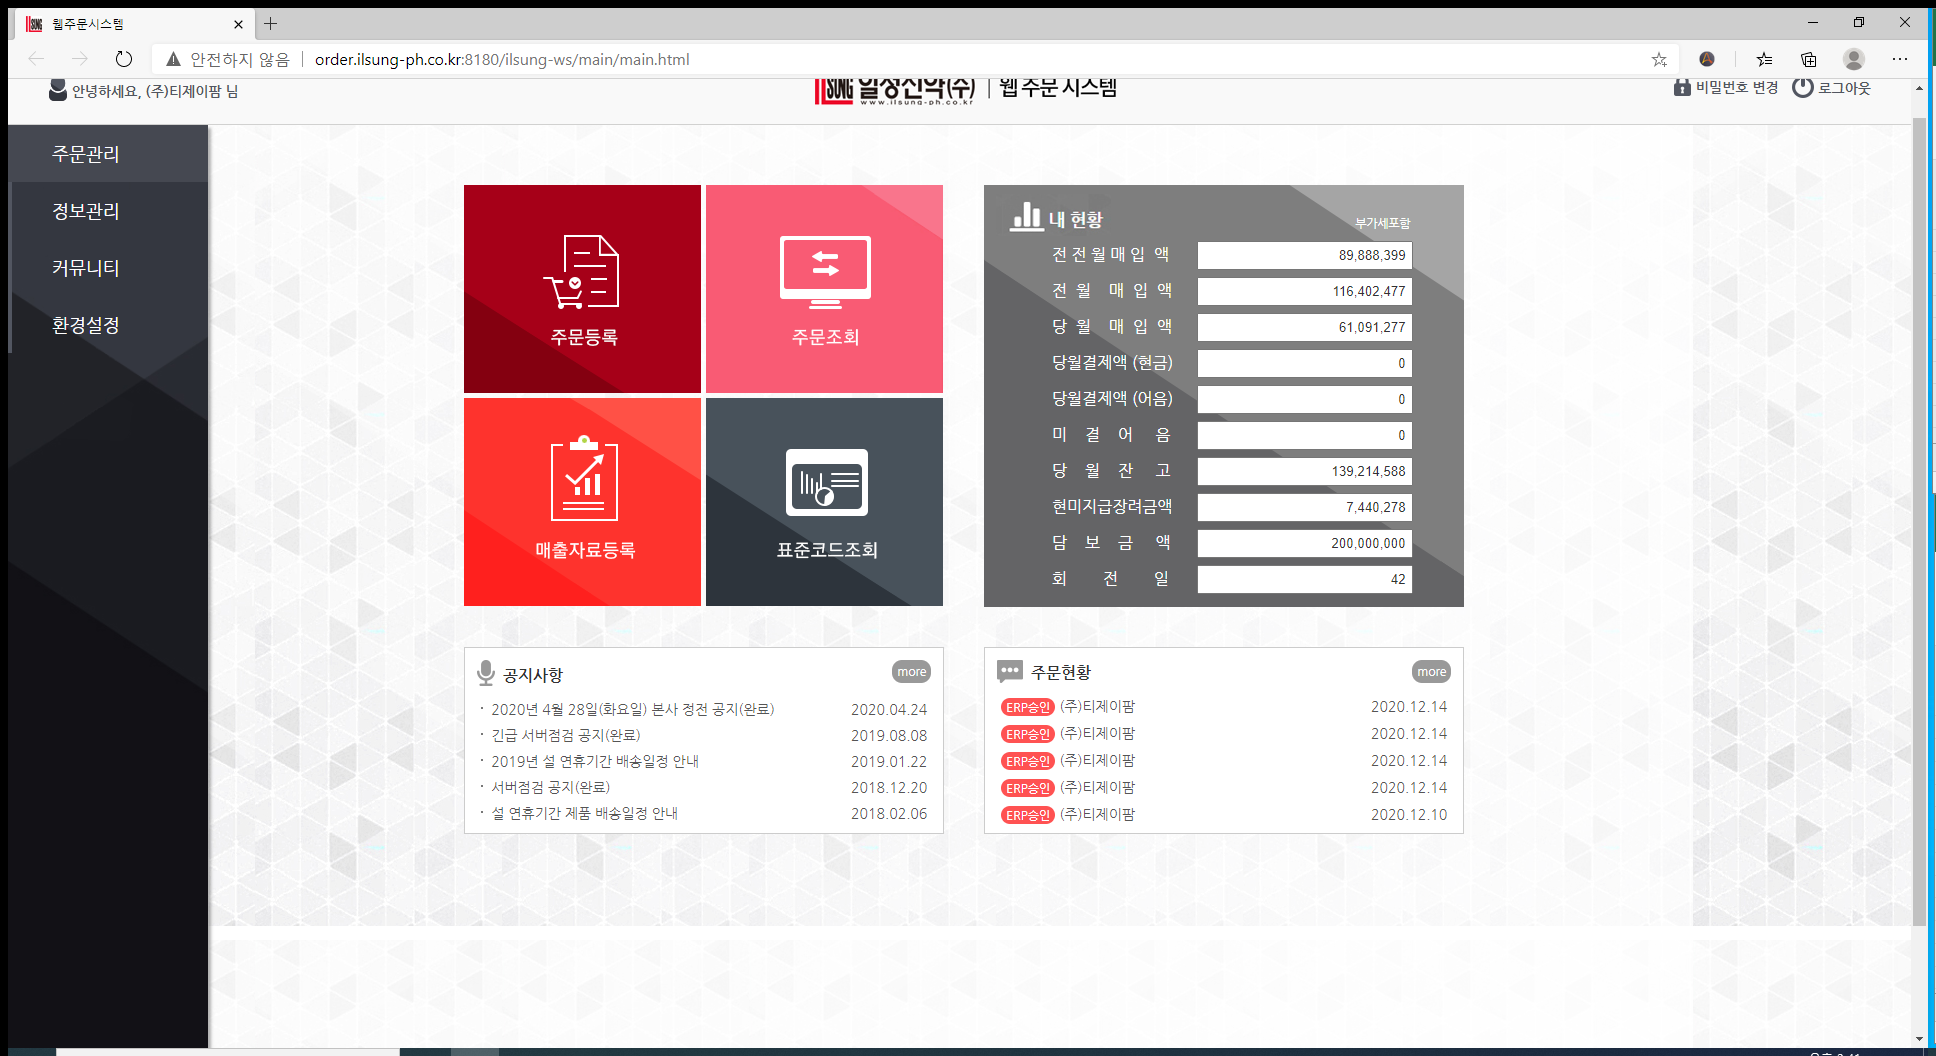 웹주문시스템
안전하지 않음 | order.ilsung-ph.co.kr:8180/ilsung-ws/main/main.html
안녕하세요, (주)티제이팜 님
ILSUNG 일성신약(주) | 웹 주문 시스템
www.ilsung-ph.co.kr
비밀번호 변경 로그아웃
주문관리
정보관리
커뮤니티
환경설정
주문등록
주문조회
매출자료등록
표준코드조회
내 현황
부가세포함
전전월매입액 89,888,399
전월 매입액 116,402,477
당월 매입액 61,091,277
당월결제액 (현금) 0
당월결제액 (어음) 0
미결어음 0
당월잔고 139,214,588
현미지급장려금액 7,440,278
담보금액 200,000,000
회전일 42
공지사항 more
· 2020년 4월 28일(화요일) 본사 정전 공지(완료) 2020.04.24
· 긴급 서버점검 공지(완료) 2019.08.08
· 2019년 설 연휴기간 배송일정 안내 2019.01.22
· 서버점검 공지(완료) 2018.12.20
· 설 연휴기간 제품 배송일정 안내 2018.02.06
주문현황 more
ERP승인 (주)티제이팜 2020.12.14
ERP승인 (주)티제이팜 2020.12.14
ERP승인 (주)티제이팜 2020.12.14
ERP승인 (주)티제이팜 2020.12.14
ERP승인 (주)티제이팜 2020.12.10